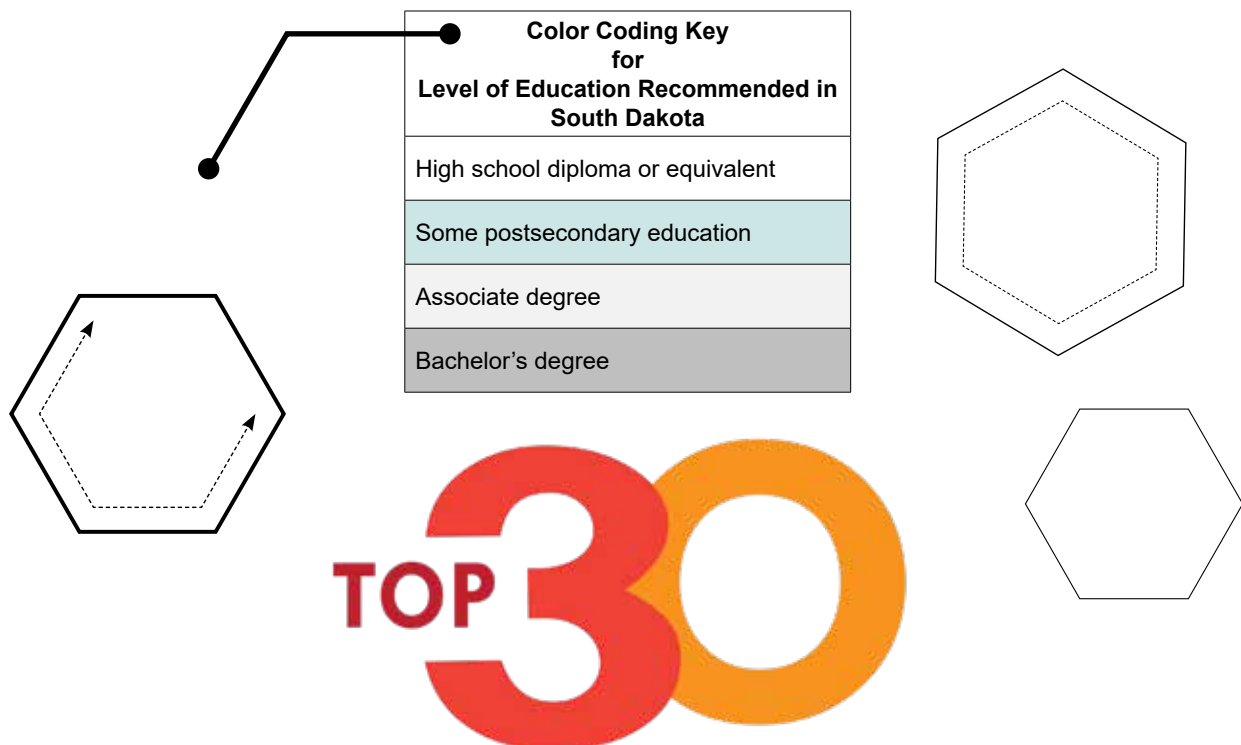 Color Coding Key
for
Level of Education Recommended in
South Dakota
High school diploma or equivalent
Some postsecondary education
Associate degree
Bachelor’s degree
TOP 30